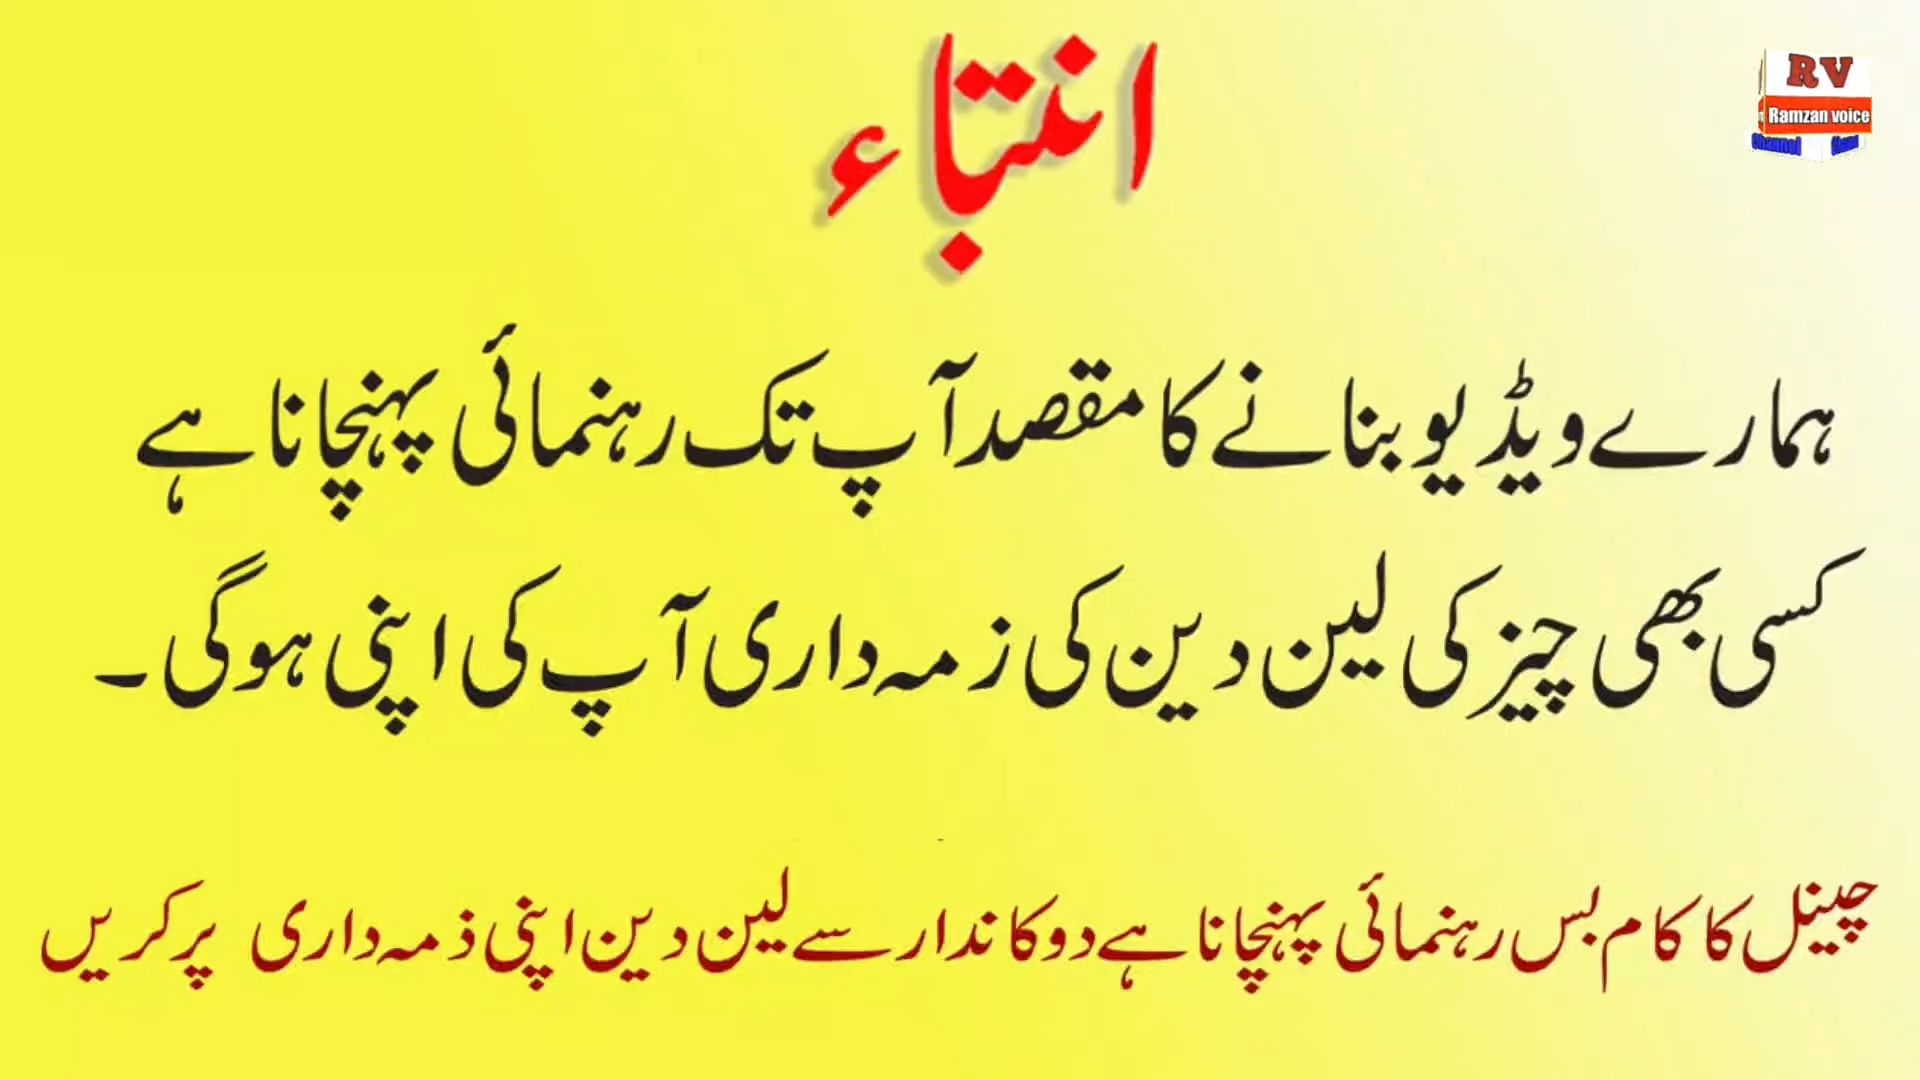 انتباء
RV
Ramzan voice
Channel
ہمارے ویڈیو بنانے کا مقصد آپ تک رہنمائی پہنچانا ہے
کسی بھی چیز کی لین دین کی زمہ داری آپ کی اپنی ہوگی۔
چینل کا کام بس رہنمائی پہنچانا ہے دوکاندار سے لین دین اپنی ذمہ داری پر کریں